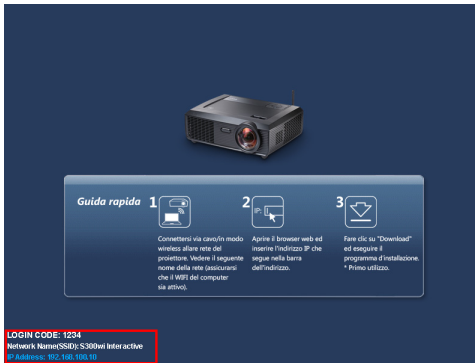 Guida rapida 1 2 3
IP:
Connettersi via cavo/in modo
wireless allare rete del
proiettore. Vedere il seguente
nome della rete (assicurarsi
che il WIFI del computer
sia attivo).
Aprire il browser web ed
inserire l'indirizzo IP che
segue nella barra
dell'indirizzo.
Fare clic su "Download"
ed eseguire il
programma d'installazione.
* Primo utilizzo.
LOGIN CODE: 1234
Network Name(SSID): S300wi Interactive
IP Address: 192.168.100.10